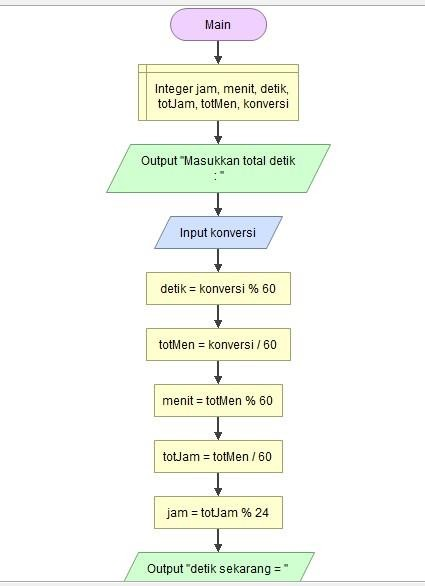 Main
Integer jam, menit, detik,
totJam, totMen, konversi
Output "Masukkan total detik
: "
Input konversi
detik = konversi % 60
totMen = konversi / 60
menit = totMen % 60
totJam = totMen / 60
jam = totJam % 24
Output "detik sekarang = "